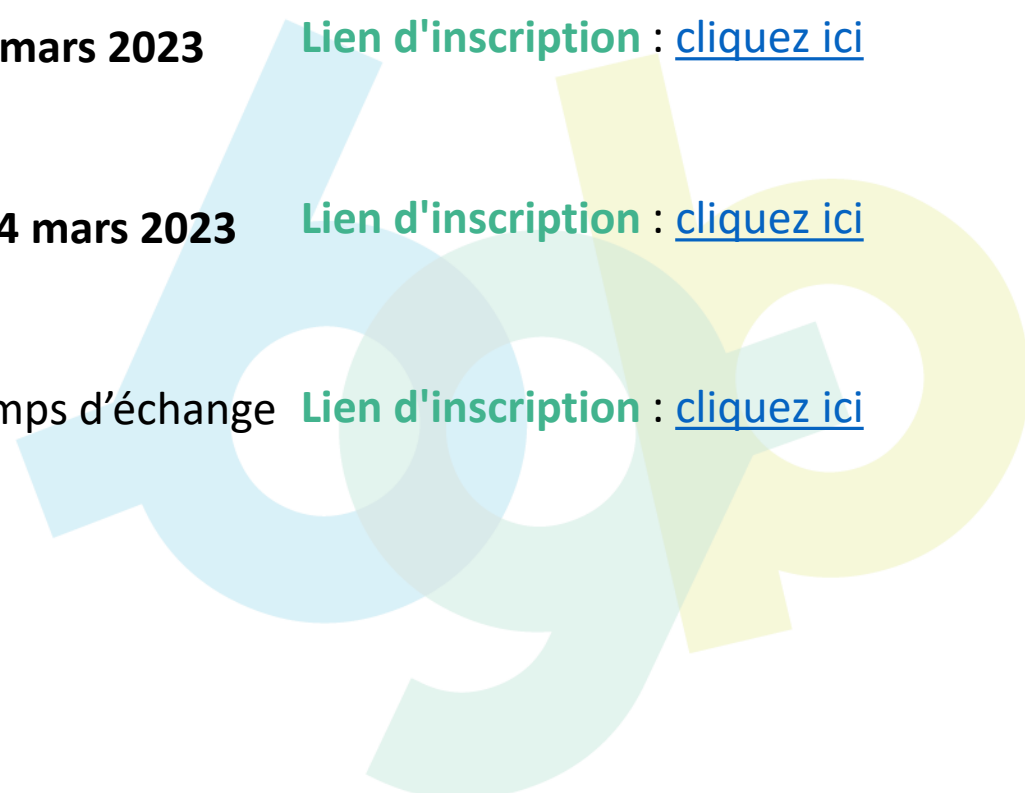 mars 2023 Lien d'inscription : cliquez ici
4 mars 2023 Lien d'inscription : cliquez ici
mps d’échange Lien d'inscription : cliquez ici